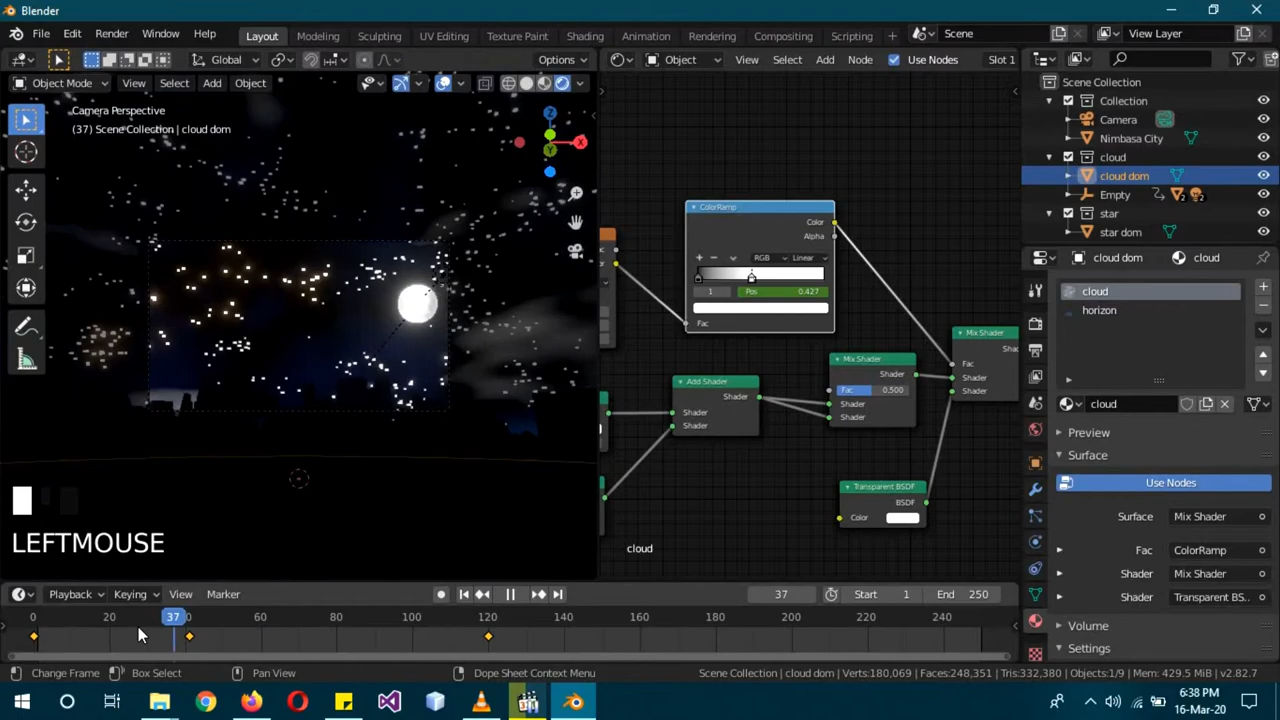 Blender
File Edit Render Window Help Layout Modeling Sculpting UV Editing Texture Paint Shading Animation Rendering Compositing Scripting + Scene View Layer
Global Options Object View Select Add Node Use Nodes Slot 1
Object Mode View Select Add Object
Camera Perspective
(37) Scene Collection | cloud dom
Z
X
Y
LEFTMOUSE
ColorRamp
Color
Alpha
RGB Linear
1 Pos 0.427
Fac
Add Shader
Shader
Shader
Shader
Mix Shader
Shader
Fac 0.500
Shader
Shader
Mix Shader
Fac
Shader
Shader
Transparent BSDF
BSDF
Color
cloud
Scene Collection
Collection
Camera
Nimbasa City
cloud
cloud dom
Empty 2 2
star
star dom
cloud dom cloud
cloud
horizon
cloud
Preview
Surface
Use Nodes
Surface Mix Shader
Fac ColorRamp
Shader Mix Shader
Shader Transparent BS..
Volume
Settings
Playback Keying View Marker 37 Start 1 End 250
0 20 37 60 80 100 120 140 160 180 200 220 240
Change Frame Box Select Pan View Dope Sheet Context Menu Scene Collection | cloud dom | Verts:180,069 | Faces:248,351 | Tris:332,380 | Objects:1/9 | Mem: 429.5 MiB | v2.82.7
6:38 PM
16-Mar-20